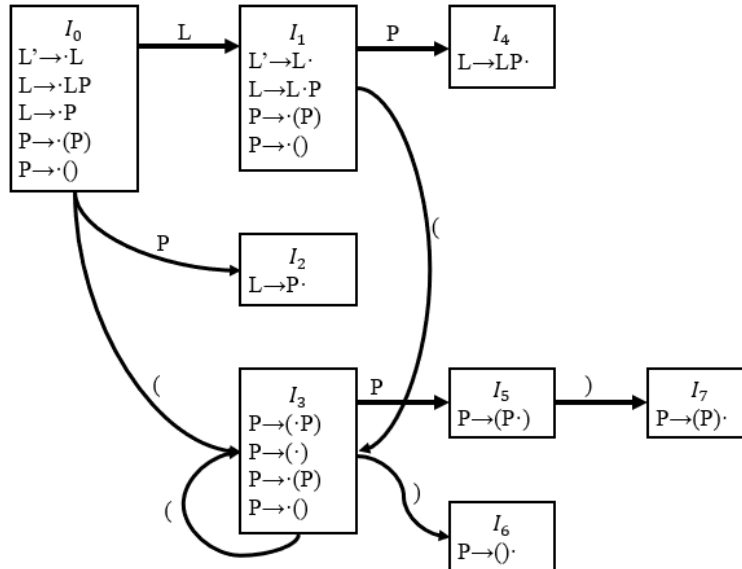 I₀
L'→·L
L→·LP
L→·P
P→·(P)
P→·()
L
I₁
L'→L·
L→L·P
P→·(P)
P→·()
P
I₄
L→LP·
(
P
I₂
L→P·
(
I₃
P→(·P)
P→(·)
P→·(P)
P→·()
(
P
I₅
P→(P·)
)
I₇
P→(P)·
)
I₆
P→()·